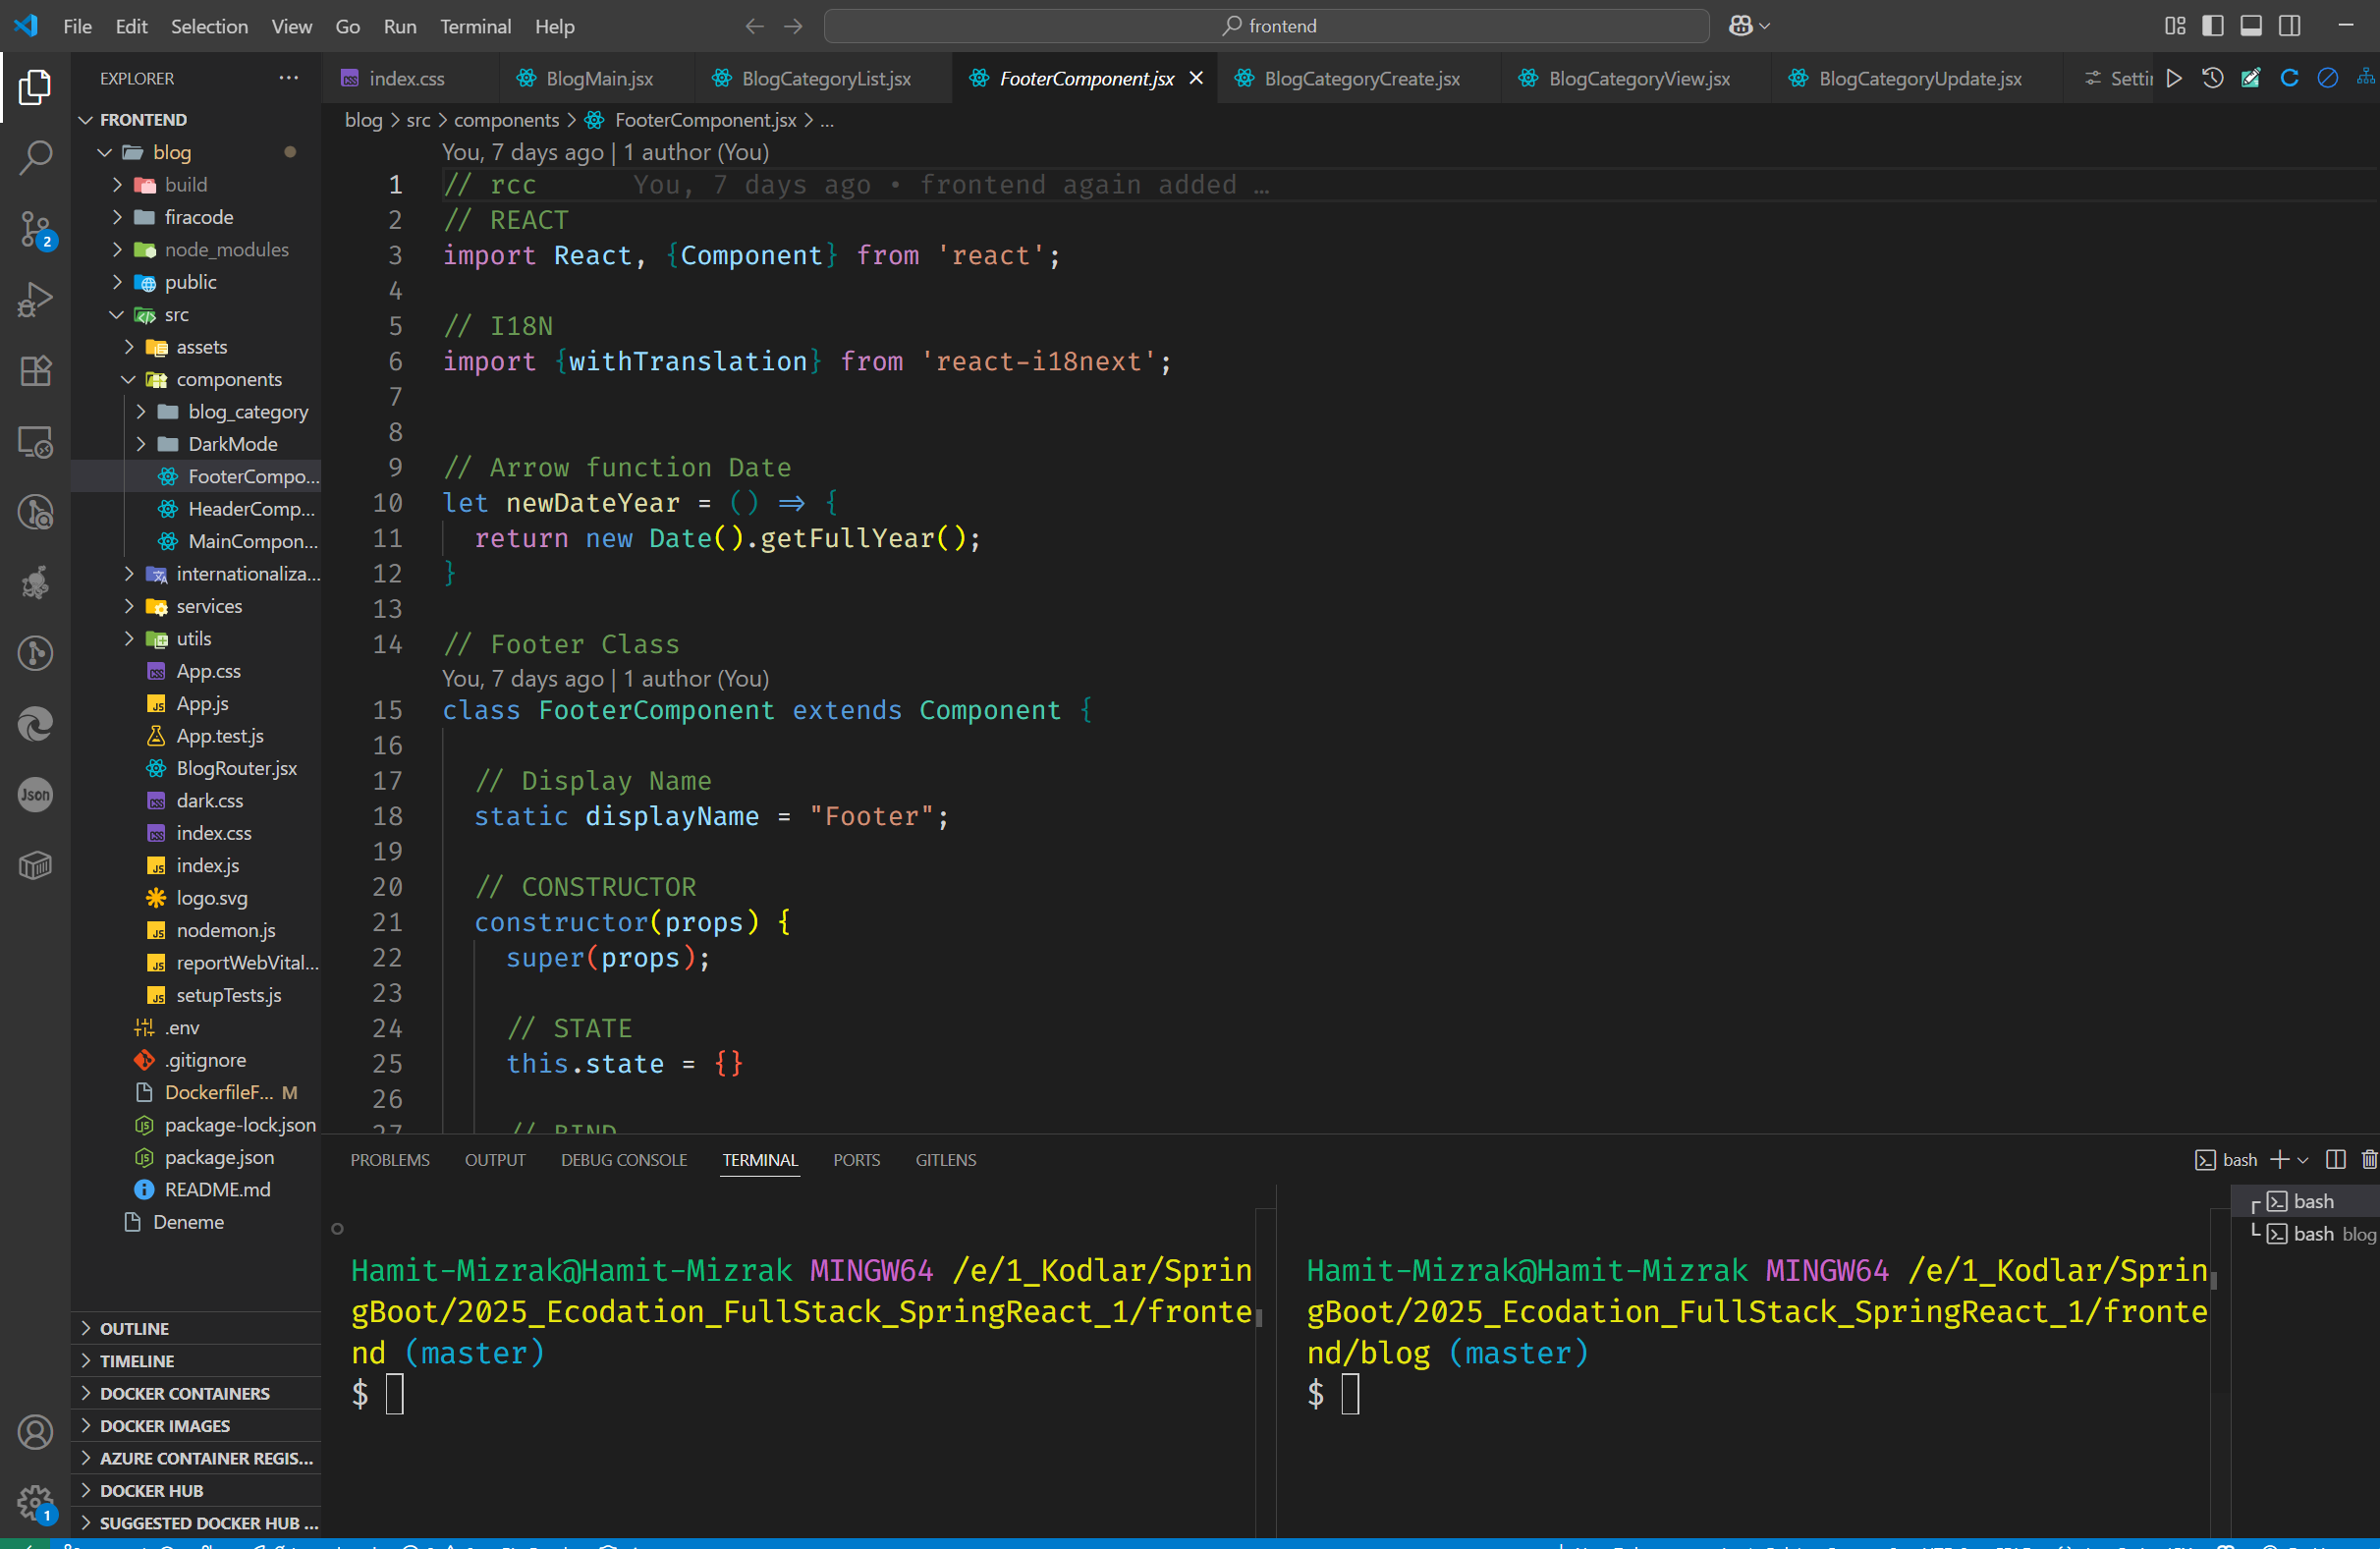 File Edit Selection View Go Run Terminal Help
frontend
EXPLORER
index.css
BlogMain.jsx
BlogCategoryList.jsx
FooterComponent.jsx
BlogCategoryCreate.jsx
BlogCategoryView.jsx
BlogCategoryUpdate.jsx
FRONTEND
blog
build
firacode
node_modules
public
src
assets
components
blog_category
DarkMode
FooterCompo...
HeaderComp...
MainCompon...
internationaliza...
services
utils
App.css
App.js
App.test.js
BlogRouter.jsx
dark.css
index.css
index.js
logo.svg
nodemon.js
reportWebVital...
setupTests.js
.env
.gitignore
DockerfileF... M
package-lock.json
package.json
README.md
Deneme
OUTLINE
TIMELINE
DOCKER CONTAINERS
DOCKER IMAGES
AZURE CONTAINER REGIS...
DOCKER HUB
SUGGESTED DOCKER HUB ...
2
Json
1
blog > src > components > FooterComponent.jsx > ...
You, 7 days ago | 1 author (You)
1 // rcc You, 7 days ago • frontend again added ...
2 // REACT
3 import React, {Component} from 'react';
4
5 // I18N
6 import {withTranslation} from 'react-i18next';
7
8
9 // Arrow function Date
10 let newDateYear = () => {
11 return new Date().getFullYear();
12 }
13
14 // Footer Class
You, 7 days ago | 1 author (You)
15 class FooterComponent extends Component {
16
17 // Display Name
18 static displayName = "Footer";
19
20 // CONSTRUCTOR
21 constructor(props) {
22 super(props);
23
24 // STATE
25 this.state = {}
26
27 // BIND
PROBLEMS OUTPUT DEBUG CONSOLE TERMINAL PORTS GITLENS
bash
Hamit-Mizrak@Hamit-Mizrak MINGW64 /e/1_Kodlar/Sprin
gBoot/2025_Ecodation_FullStack_SpringReact_1/fronte
nd (master)
$
Hamit-Mizrak@Hamit-Mizrak MINGW64 /e/1_Kodlar/Sprin
gBoot/2025_Ecodation_FullStack_SpringReact_1/fronte
nd/blog (master)
$
bash
bash blog